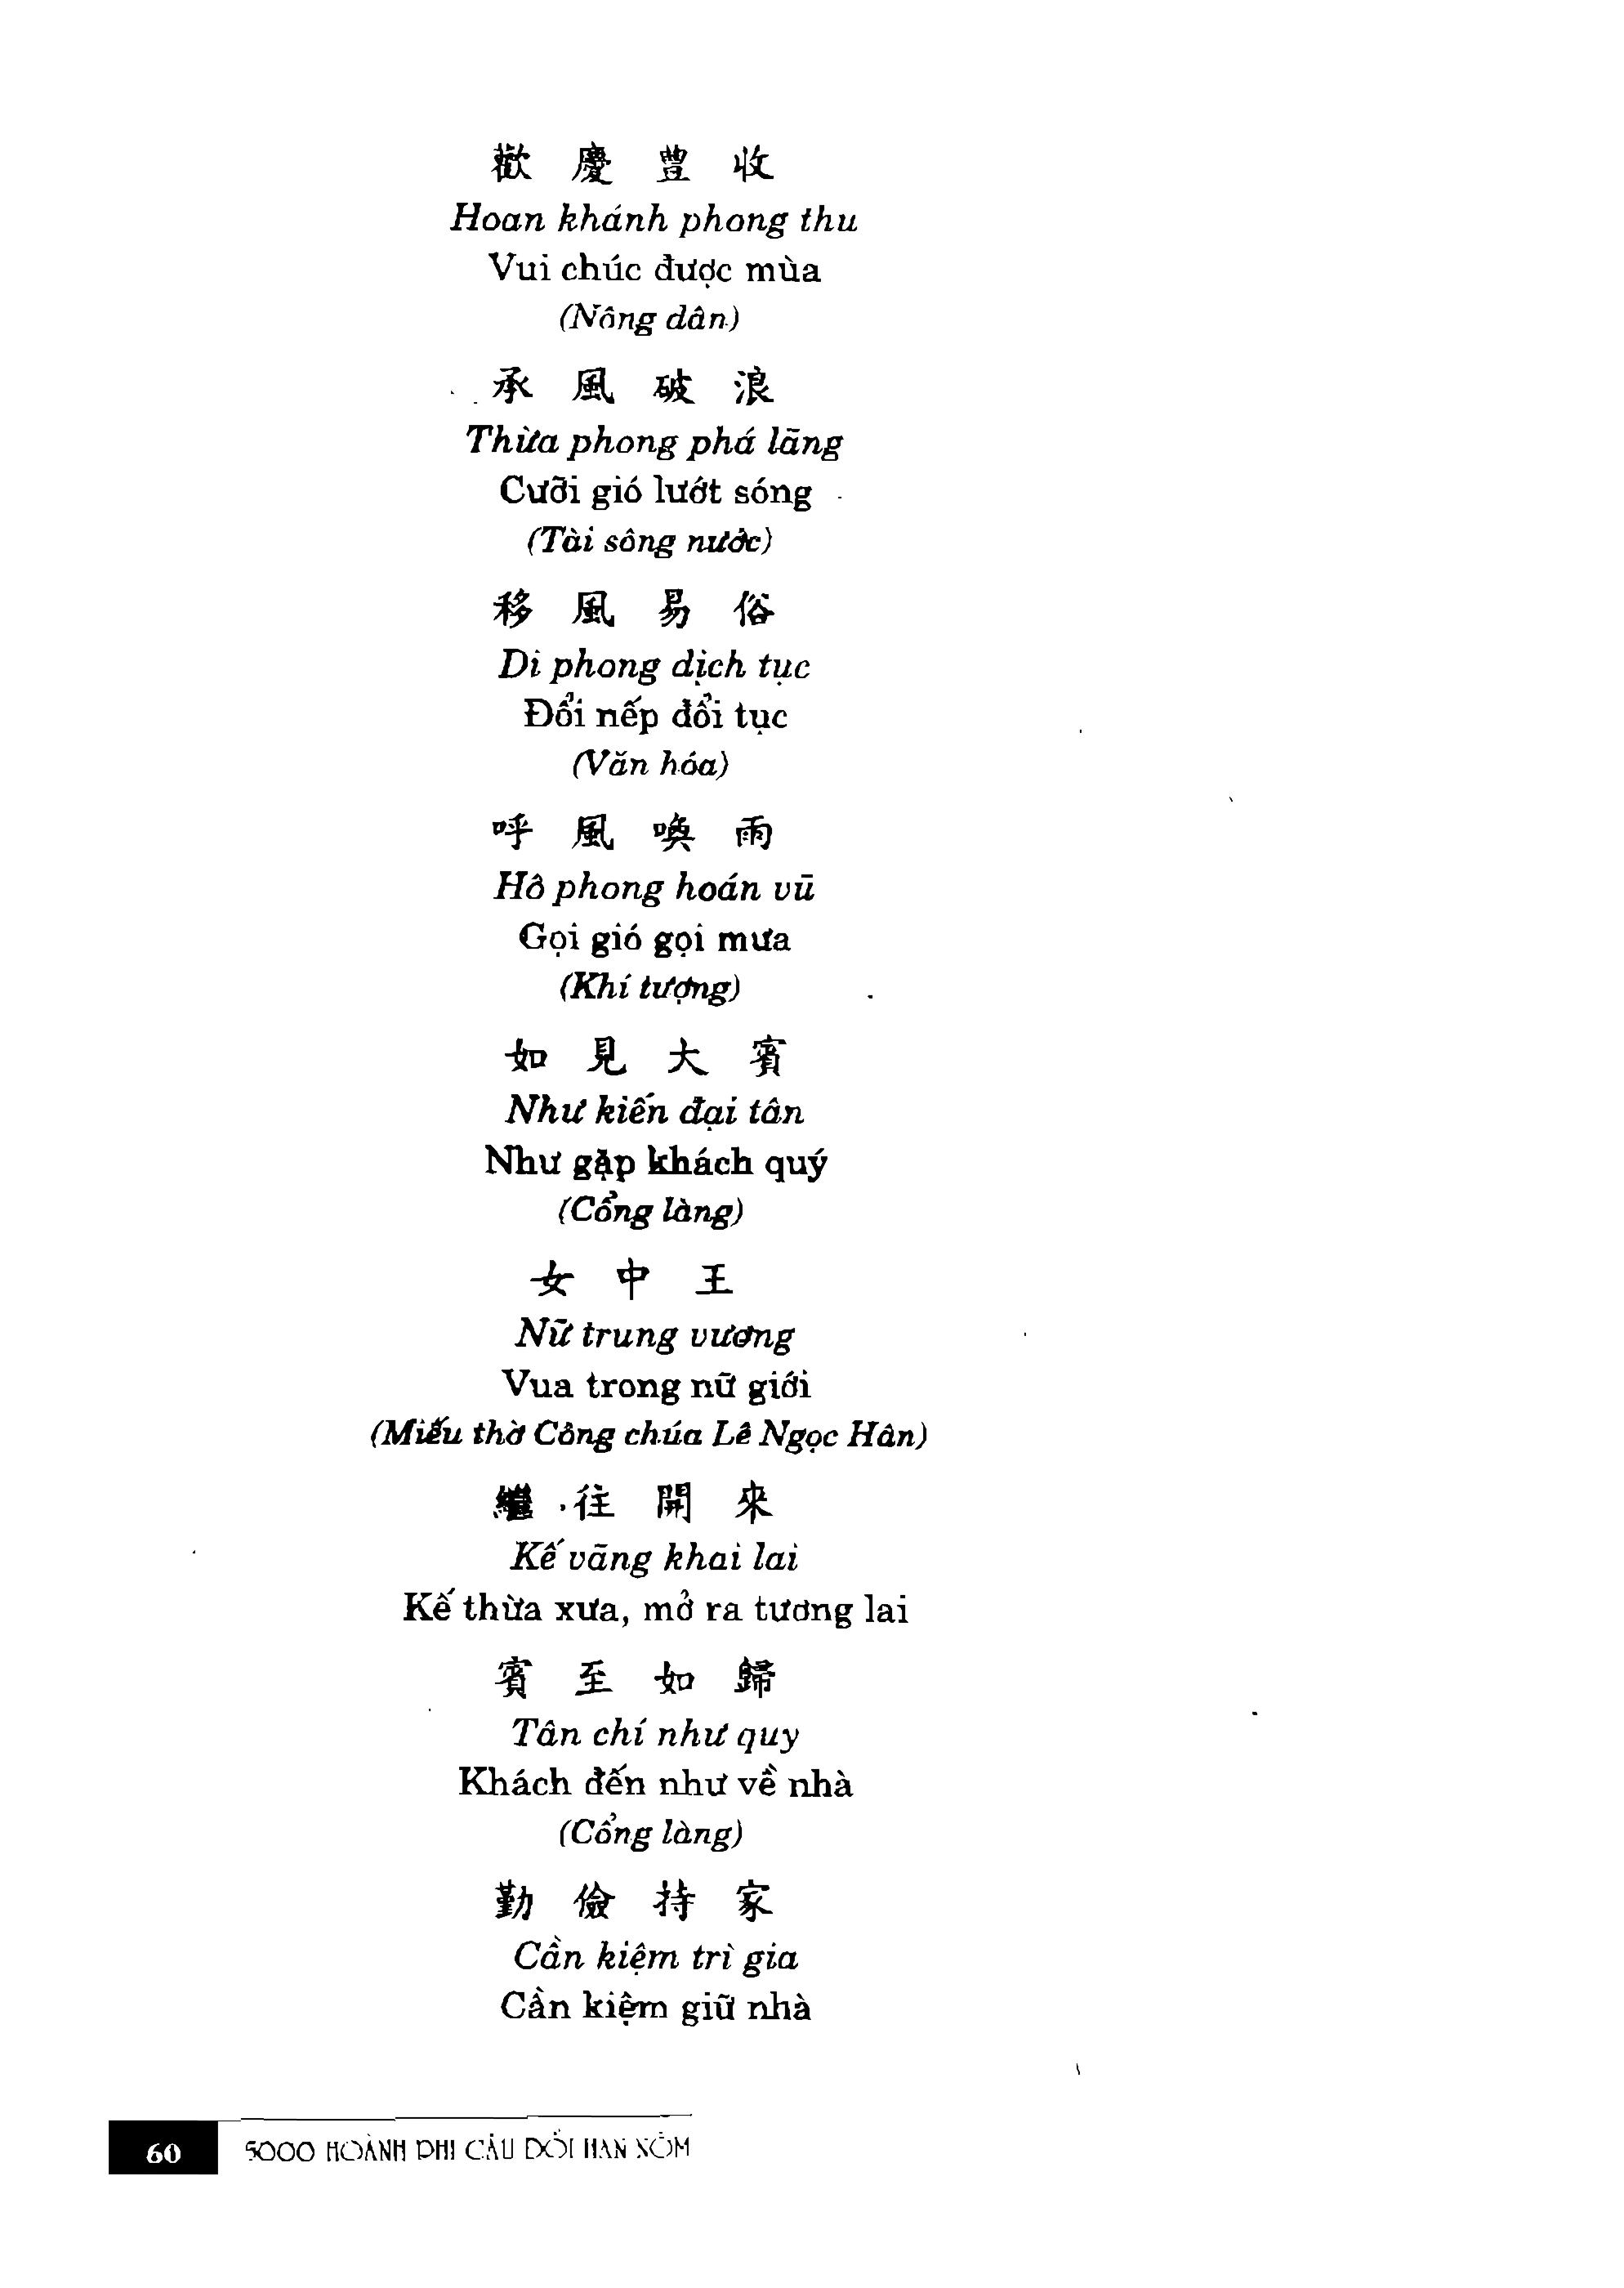 歡 慶 豐 收
Hoan khánh phong thu
Vui chúc được mùa
(Nông dân)
承 風 破 浪
Thừa phong phá lãng
Cưỡi gió lướt sóng
(Tài sông nước)
移 風 易 俗
Di phong dịch tục
Đổi nếp đổi tục
(Văn hóa)
呼 風 喚 雨
Hô phong hoán vũ
Gọi gió gọi mưa
(Khí tượng)
如 見 大 賓
Như kiến đại tân
Như gặp khách quý
(Cổng làng)
女 中 王
Nữ trung vương
Vua trong nữ giới
(Miếu thờ Công chúa Lê Ngọc Hân)
繼 往 開 來
Kế vãng khai lai
Kế thừa xưa, mở ra tương lai
賓 至 如 歸
Tân chí như quy
Khách đến như về nhà
(Cổng làng)
勤 儉 持 家
Cần kiệm trì gia
Cần kiệm giữ nhà
60 5000 HOÀNH PHI CÂU ĐỐI HÁN NÔM